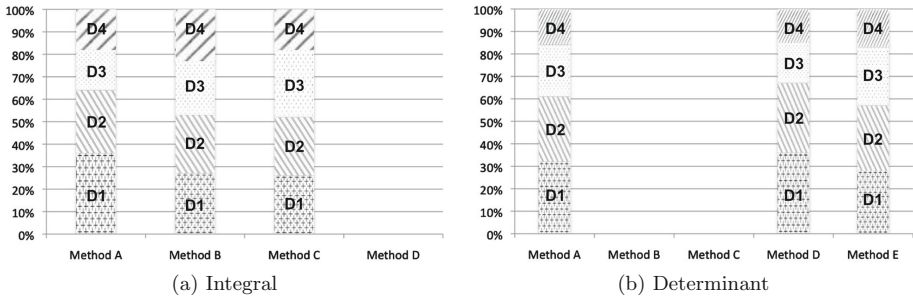 100%
90%
80%
70%
60%
50%
40%
30%
20%
10%
0%
D4
D3
D2
D1
D4
D3
D2
D1
D4
D3
D2
D1
Method A Method B Method C Method D
(a) Integral
100%
90%
80%
70%
60%
50%
40%
30%
20%
10%
0%
D4
D3
D2
D1
D4
D3
D2
D1
D4
D3
D2
D1
Method A Method B Method C Method D Method E
(b) Determinant